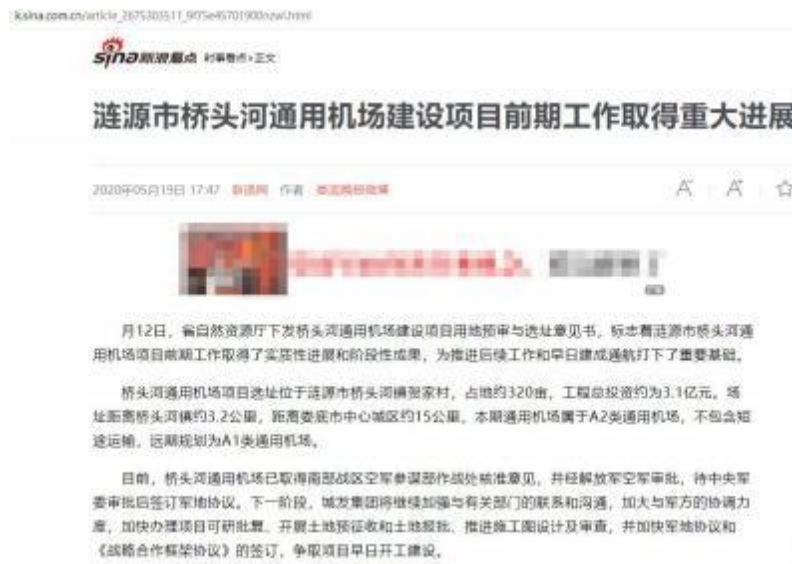 k.sina.com.cn/article_2675303511_9f75e45701900nzwl.html
sina新浪看点 时事看点>正文
涟源市桥头河通用机场建设项目前期工作取得重大进展
2020年05月19日 17:47 新浪网 作者
月12日，省自然资源厅下发桥头河通用机场建设项目用地预审与选址意见书，标志着涟源市桥头河通
用机场项目前期工作取得了实质性进展和阶段性成果，为推进后续工作和早日建成通航打下了重要基础。
桥头河通用机场项目选址位于涟源市桥头河镇贺家村，占地约320亩，工程总投资约为3.1亿元。场
址距离桥头河镇约3.2公里，距离娄底市中心城区约15公里，本期通用机场属于A2类通用机场，不包含短
途运输，远期规划为A1类通用机场。
目前，桥头河通用机场已取得南部战区空军参谋部作战处核准意见，并经解放军空军审批，待中央军
委审批后签订军地协议。下一阶段，城发集团将继续加强与有关部门的联系和沟通，加大与军方的协调力
度，加快办理项目可研批复、开展土地预征收和土地报批、推进施工图设计及审查，并加快军地协议和
《战略合作框架协议》的签订，争取项目早日开工建设。